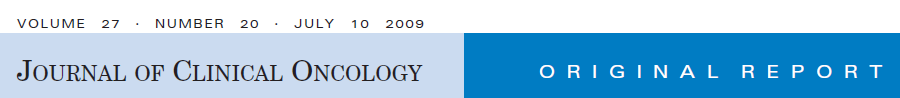 VOLUME 27 · NUMBER 20 · JULY 10 2009
JOURNAL OF CLINICAL ONCOLOGY
ORIGINAL REPORT